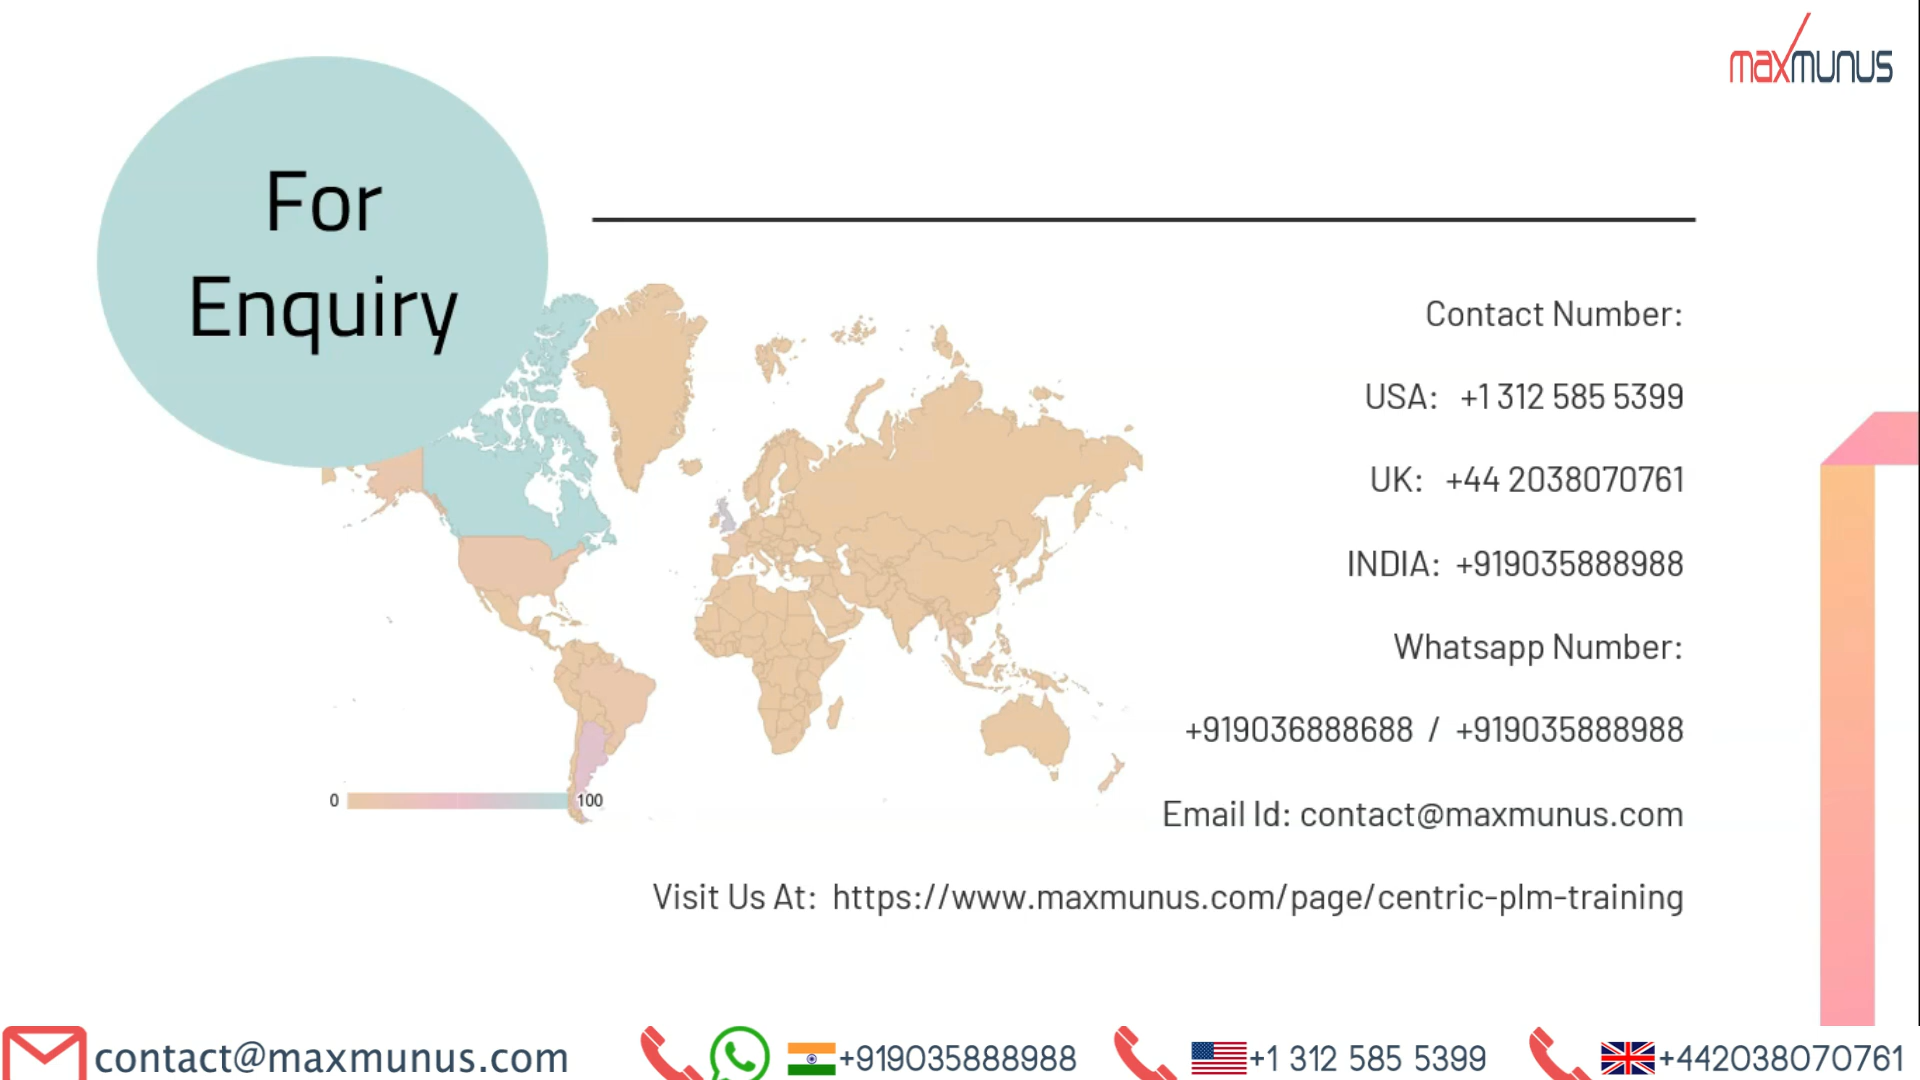 maxmunus
For
Enquiry
Contact Number:
USA: +1 312 585 5399
UK: +44 2038070761
INDIA: +919035888988
Whatsapp Number:
+919036888688 / +919035888988
0 100
Email Id: contact@maxmunus.com
Visit Us At: https://www.maxmunus.com/page/centric-plm-training
contact@maxmunus.com +919035888988 +1 312 585 5399 +442038070761